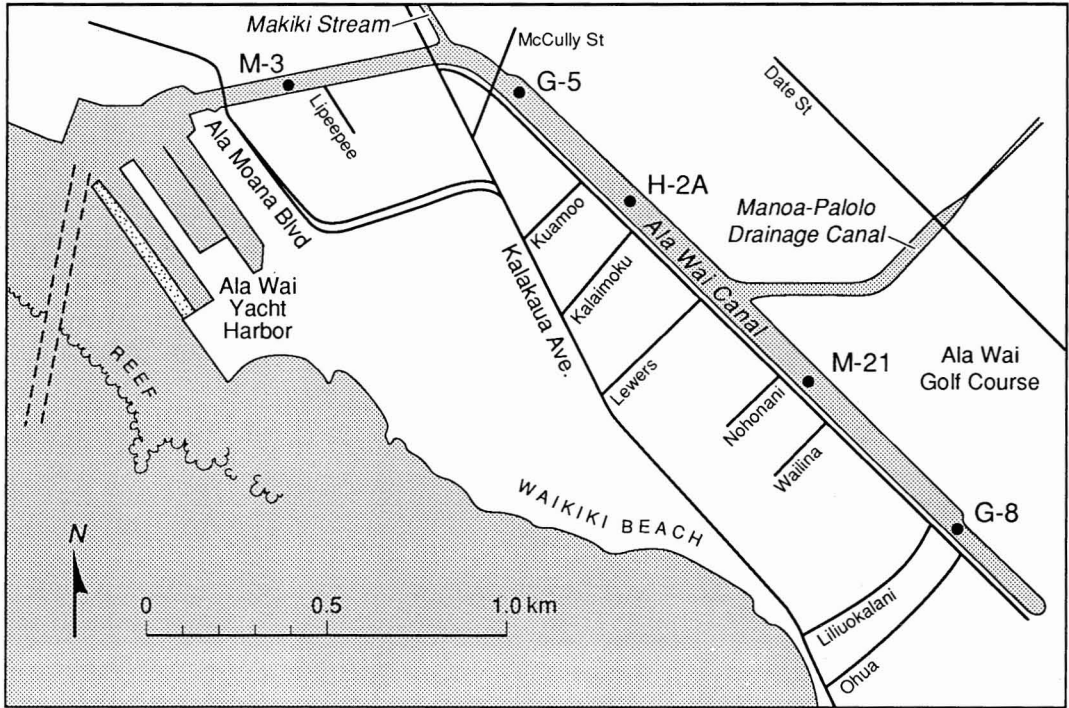 Makiki Stream
McCully St
M-3
G-5
Date St
Lipeepee
Ala Moana Blvd
H-2A
Manoa-Palolo
Drainage Canal
Kuamoo
Ala Wai Canal
Kalaimoku
Kalakaua Ave.
Ala Wai
Yacht
Harbor
REEF
Lewers
M-21
Ala Wai
Golf Course
Nohonani
Wailina
WAIKIKI BEACH
G-8
N
0
0.5
1.0 km
Liliuokalani
Ohua